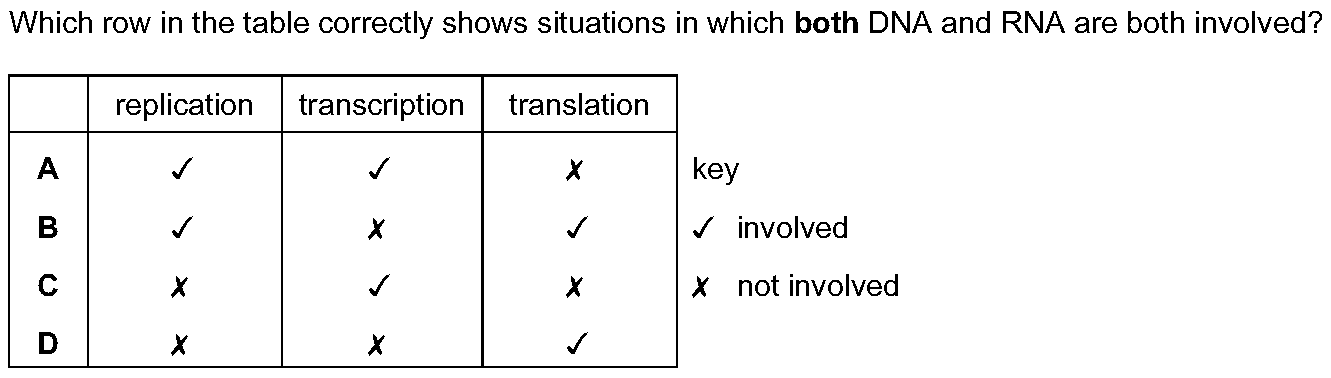 Which row in the table correctly shows situations in which both DNA and RNA are both involved?
replication transcription translation
A ✓ ✓ ✗ key
B ✓ ✗ ✓ ✓ involved
C ✗ ✓ ✗ ✗ not involved
D ✗ ✗ ✓